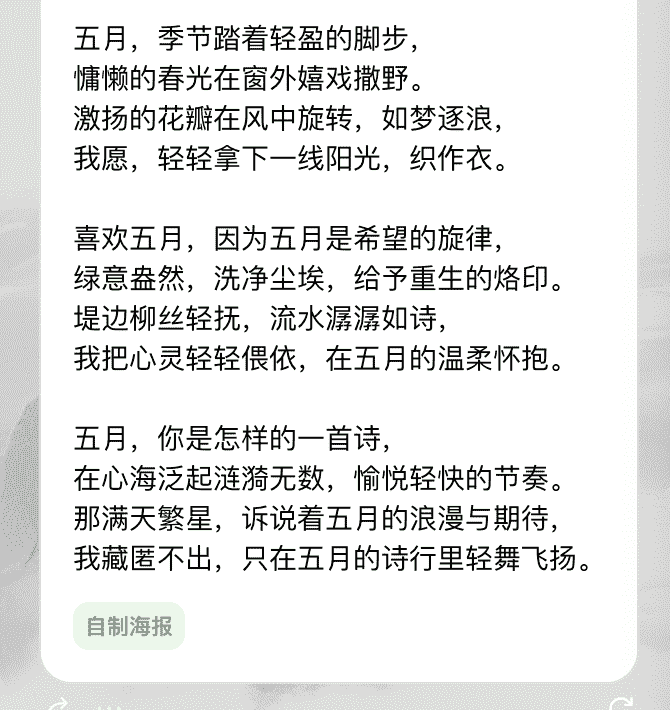 五月，季节踏着轻盈的脚步，
慵懒的春光在窗外嬉戏撒野。
激扬的花瓣在风中旋转，如梦逐浪，
我愿，轻轻拿下一线阳光，织作衣。
喜欢五月，因为五月是希望的旋律，
绿意盎然，洗净尘埃，给予重生的烙印。
堤边柳丝轻抚，流水潺潺如诗，
我把心灵轻轻偎依，在五月的温柔怀抱。
五月，你是怎样的一首诗，
在心海泛起涟漪无数，愉悦轻快的节奏。
那满天繁星，诉说着五月的浪漫与期待，
我藏匿不出，只在五月的诗行里轻舞飞扬。
自制海报